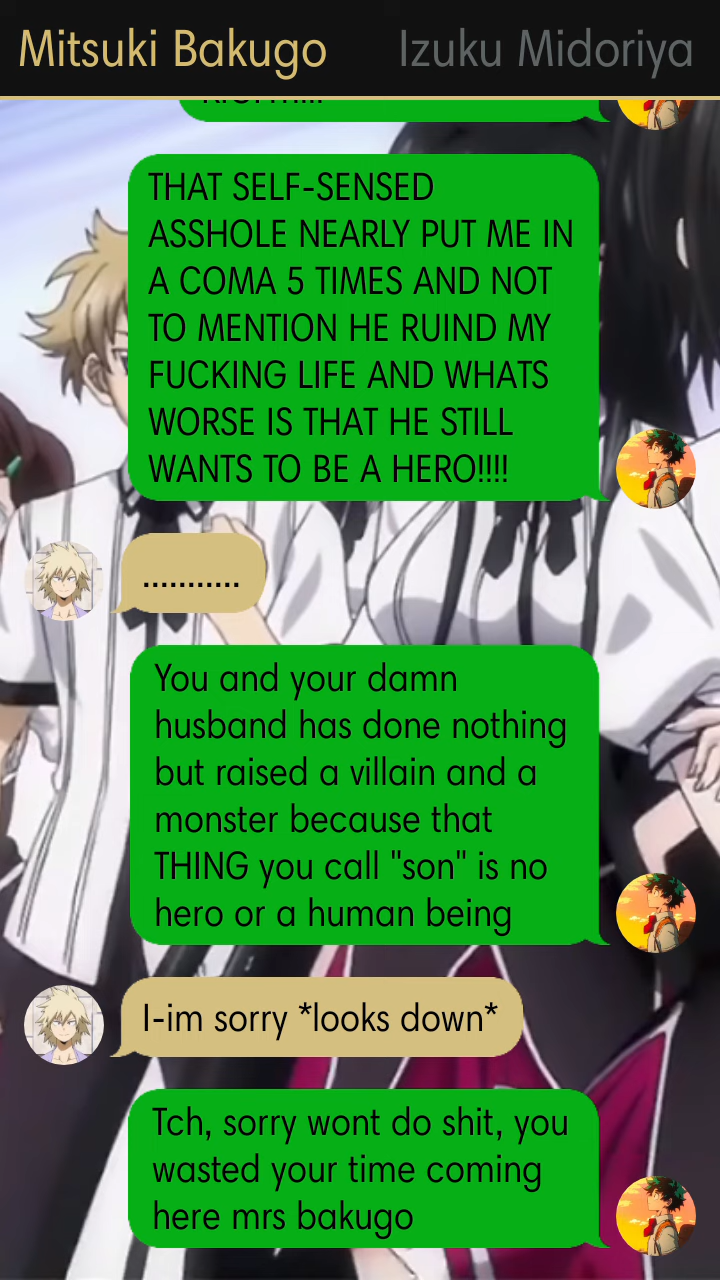 Mitsuki Bakugo Izuku Midoriya
THAT SELF-SENSED
ASSHOLE NEARLY PUT ME IN
A COMA 5 TIMES AND NOT
TO MENTION HE RUIND MY
FUCKING LIFE AND WHATS
WORSE IS THAT HE STILL
WANTS TO BE A HERO!!!!
...........
You and your damn
husband has done nothing
but raised a villain and a
monster because that
THING you call "son" is no
hero or a human being
I-im sorry *looks down*
Tch, sorry wont do shit, you
wasted your time coming
here mrs bakugo